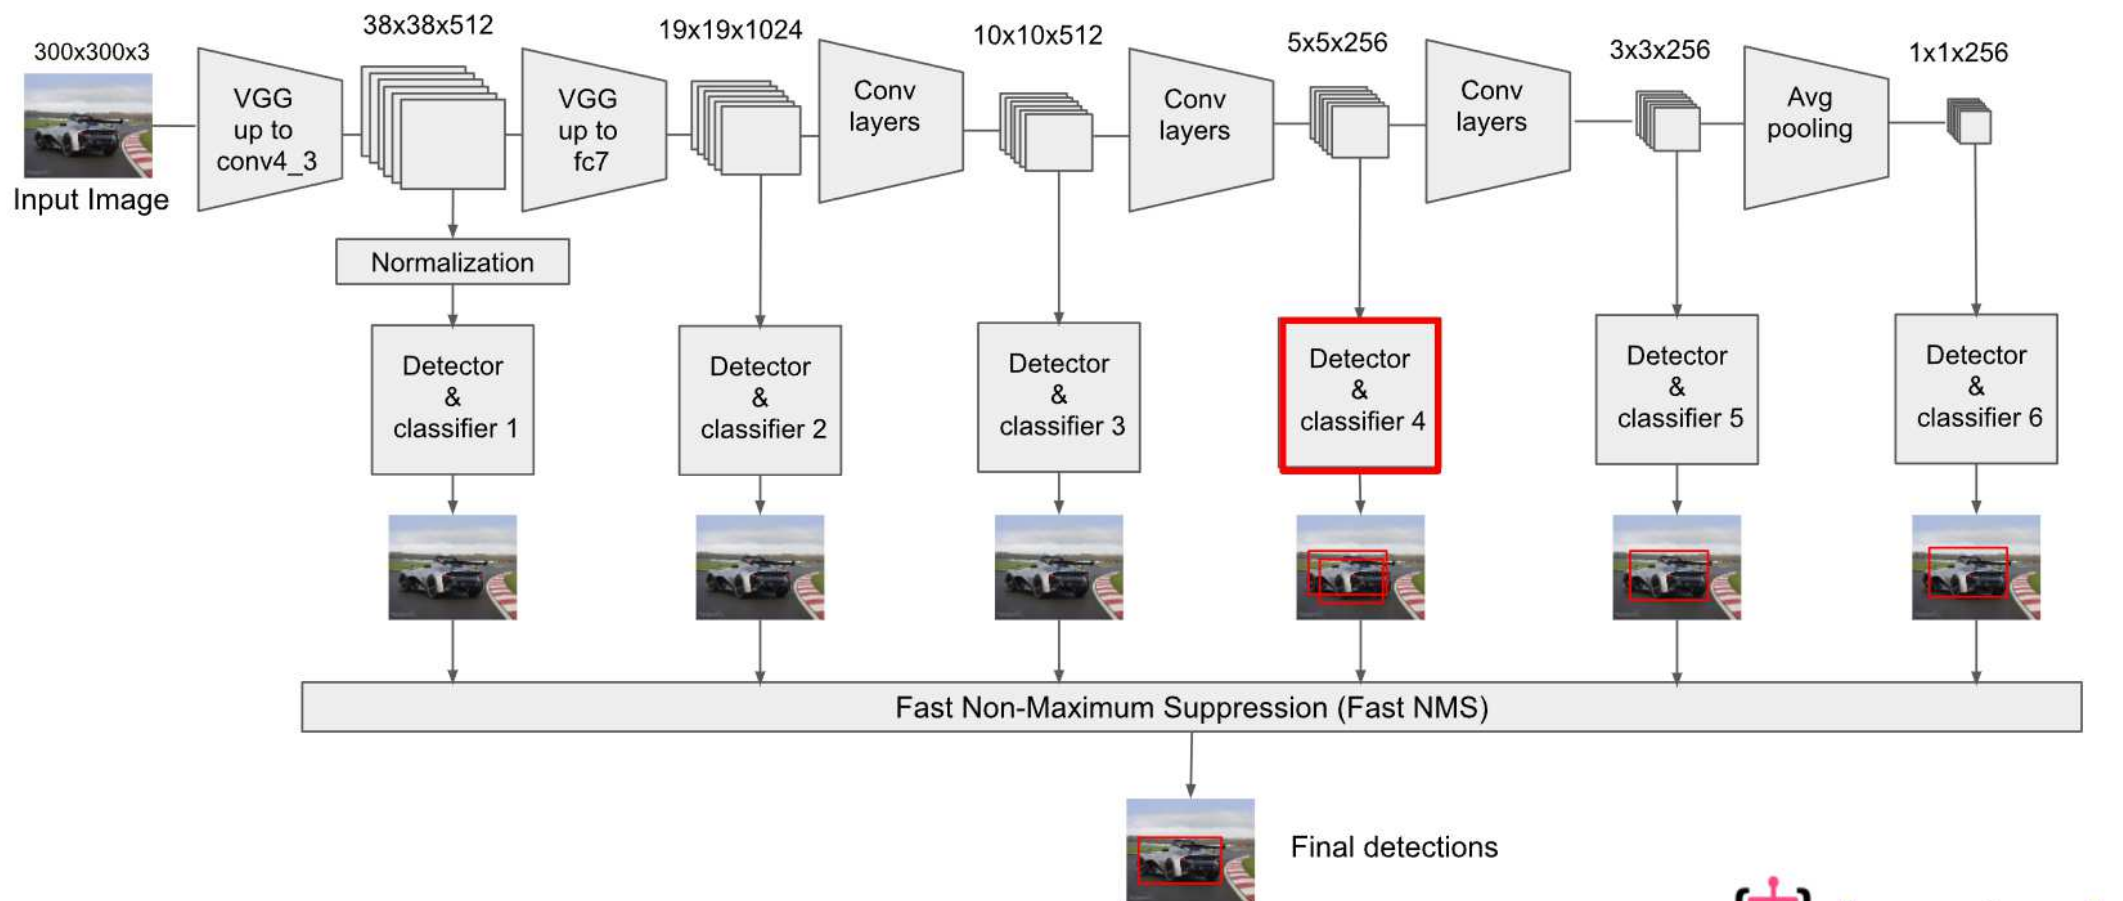 300x300x3
38x38x512
19x19x1024
10x10x512
5x5x256
3x3x256
1x1x256
Input Image
VGG
up to
conv4_3
VGG
up to
fc7
Conv
layers
Conv
layers
Conv
layers
Avg
pooling
Normalization
Detector
&
classifier 1
Detector
&
classifier 2
Detector
&
classifier 3
Detector
&
classifier 4
Detector
&
classifier 5
Detector
&
classifier 6
Fast Non-Maximum Suppression (Fast NMS)
Final detections